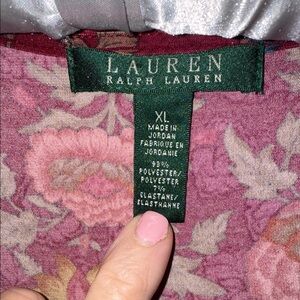 LAUREN
RALPH LAUREN
XL
MADE IN
JORDAN
FABRIQUE EN
JORDANIE
93%
POLYESTER/
POLYESTER
7%
ELASTANE/
ELASTHANNE